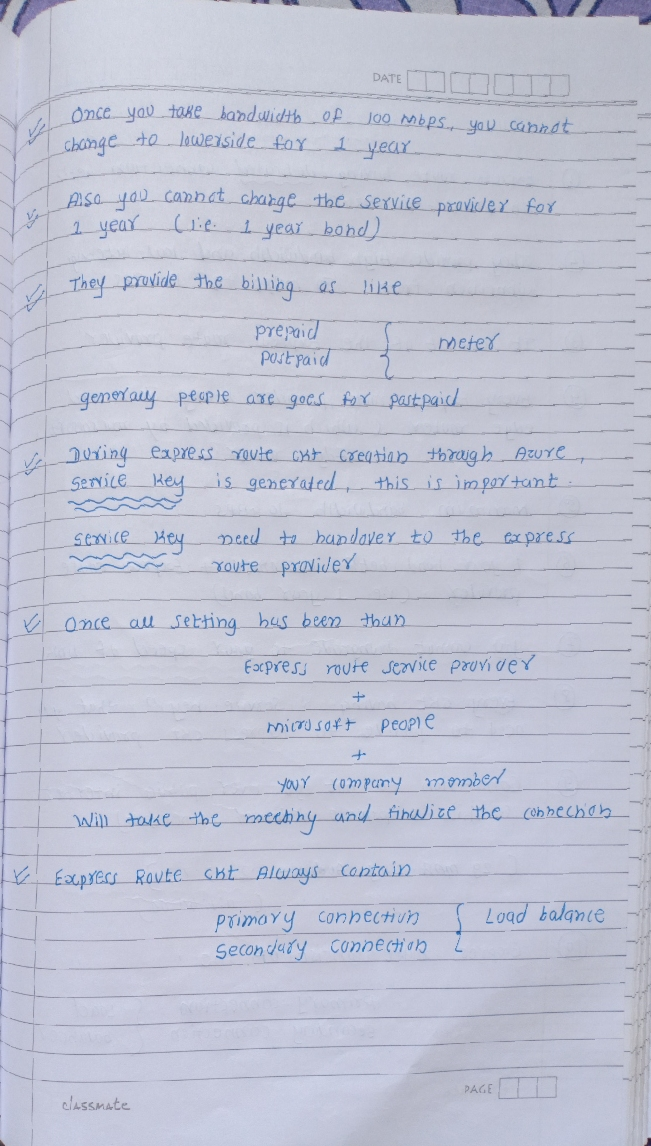 DATE
Once you take bandwidth of 100 mbps, you cannot
change to lowerside for 1 year
Also you cannot change the service provider for
1 year (i.e. 1 year bond)
They provide the billing as like
prepaid
postpaid } meter
generally people are goes for postpaid
During express route ckt creation through Azure,
Service key is generated, this is important.
service key need to handover to the express
route provider
Once all setting has been than
Express route service provider
+
microsoft people
+
your company member
Will take the meeting and finalize the connection
Express Route ckt Always contain
primary connection { Load balance
secondary connection
PAGE
classmate